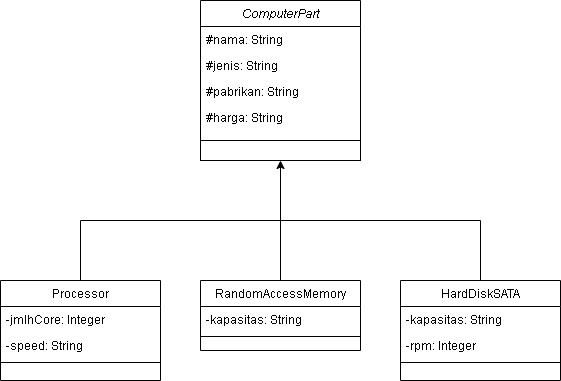 ComputerPart
#nama: String
#jenis: String
#pabrikan: String
#harga: String
Processor
-jmlhCore: Integer
-speed: String
RandomAccessMemory
-kapasitas: String
HardDiskSATA
-kapasitas: String
-rpm: Integer